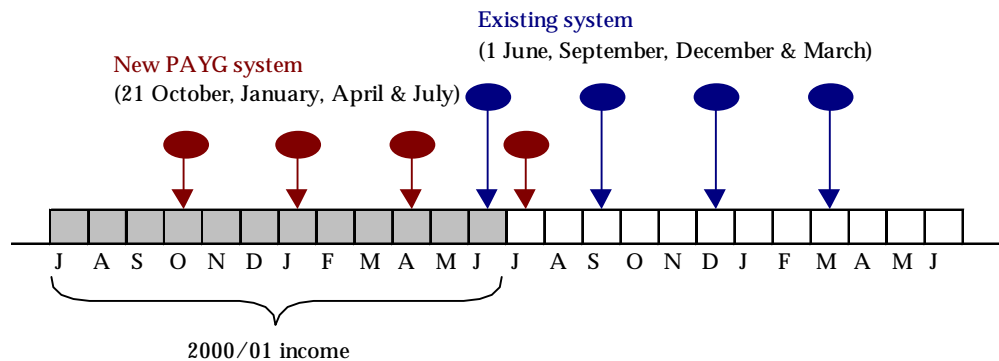 Existing system
(1 June, September, December & March)
New PAYG system
(21 October, January, April & July)
J A S O N D J F M A M J J A S O N D J F M A M J
2000/01 income